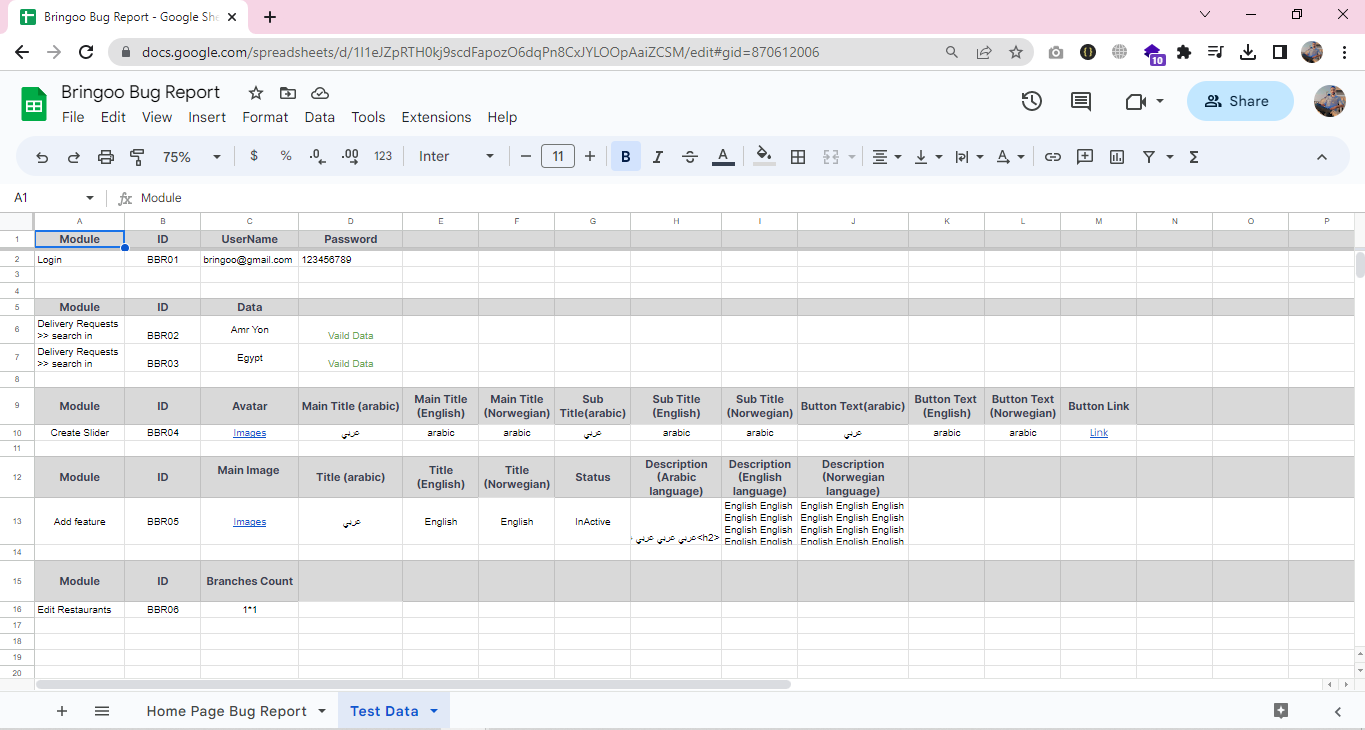 Bringoo Bug Report - Google She
docs.google.com/spreadsheets/d/1I1eJZpRTH0kj9scdFapozO6dqPn8CxJYLOOpAaiZCSM/edit#gid=870612006
10
Bringoo Bug Report
File Edit View Insert Format Data Tools Extensions Help
Share
75% $ % .0 .00 123 Inter 11 B I A
A1 fx Module
A B C D E F G H I J K L M N O P
1 Module ID UserName Password
2 Login BBR01 bringoo@gmail.com 123456789
3
4
5 Module ID Data
6 Delivery Requests >> search in BBR02 Amr Yon Vaild Data
7 Delivery Requests >> search in BBR03 Egypt Vaild Data
8
9 Module ID Avatar Main Title (arabic) Main Title (English) Main Title (Norwegian) Sub Title(arabic) Sub Title (English) Sub Title (Norwegian) Button Text(arabic) Button Text (English) Button Text (Norwegian) Button Link
10 Create Slider BBR04 Images عربي arabic arabic عربي arabic arabic عربي arabic arabic Link
11
12 Module ID Main Image Title (arabic) Title (English) Title (Norwegian) Status Description (Arabic language) Description (English language) Description (Norwegian language)
13 Add feature BBR05 Images عربي English English InActive <h2>عربي عربي عربي English English English English English English English English English English English English English English English English English English English English
14
15 Module ID Branches Count
16 Edit Restaurants BBR06 1*1
17
18
19
20
Home Page Bug Report Test Data